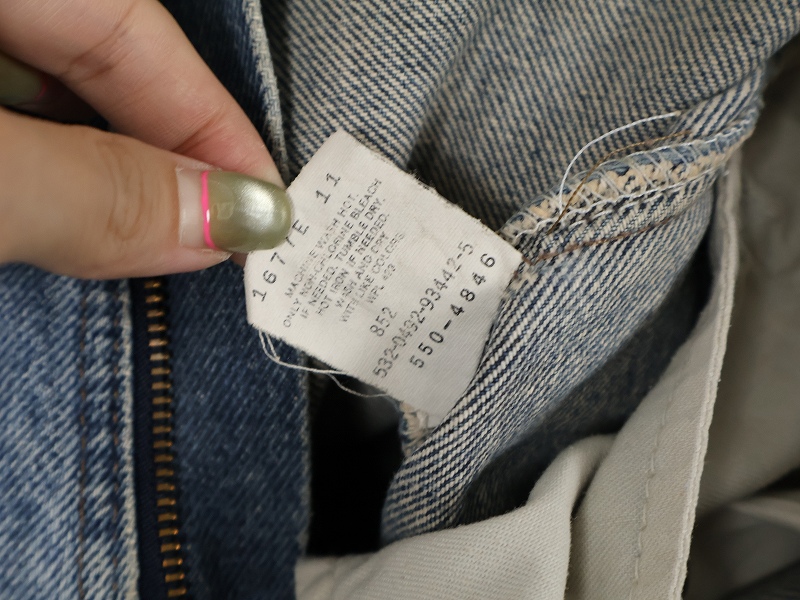 1677E 11
MACHINE WASH HOT.
ONLY NON-CHLORINE BLEACH
IF NEEDED. TUMBLE DRY.
HOT IRON IF NEEDED.
WASH AND DRY
WITH LIKE COLORS.
WPL 423
852
532-0492-93442-5
550-4846